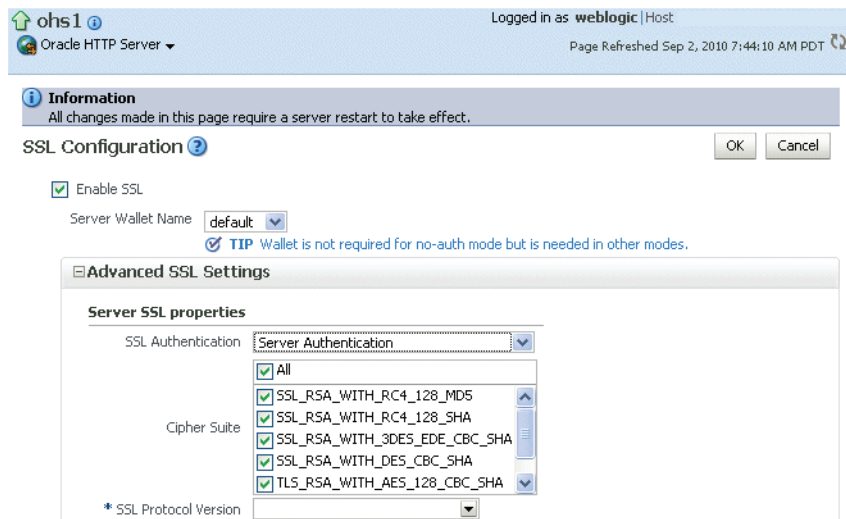 ohs1
Logged in as weblogic|Host
Oracle HTTP Server
Page Refreshed Sep 2, 2010 7:44:10 AM PDT
Information
All changes made in this page require a server restart to take effect.
SSL Configuration
OK Cancel
Enable SSL
Server Wallet Name default
TIP Wallet is not required for no-auth mode but is needed in other modes.
Advanced SSL Settings
Server SSL properties
SSL Authentication Server Authentication
All
SSL_RSA_WITH_RC4_128_MD5
SSL_RSA_WITH_RC4_128_SHA
Cipher Suite
SSL_RSA_WITH_3DES_EDE_CBC_SHA
SSL_RSA_WITH_DES_CBC_SHA
TLS_RSA_WITH_AES_128_CBC_SHA
* SSL Protocol Version